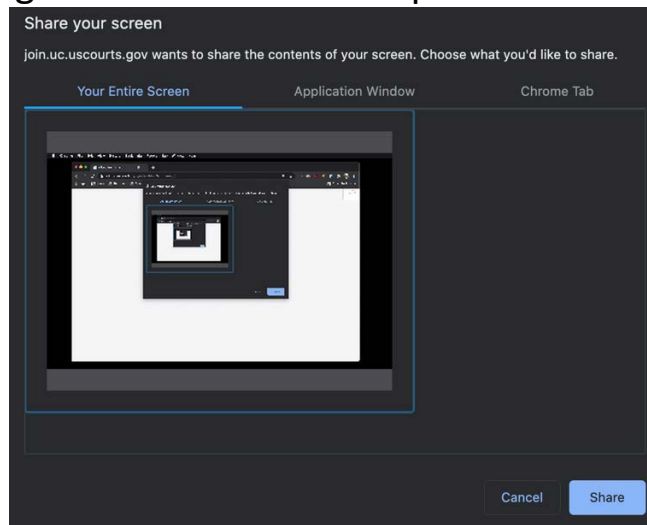 Share your screen
join.uc.uscourts.gov wants to share the contents of your screen. Choose what you'd like to share.
Your Entire Screen
Application Window
Chrome Tab
Cancel
Share